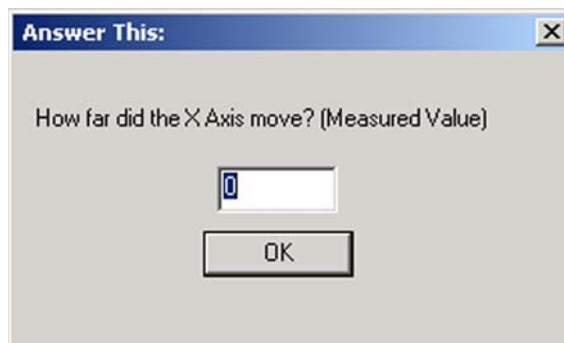 Answer This:
How far did the X Axis move? (Measured Value)
0
OK